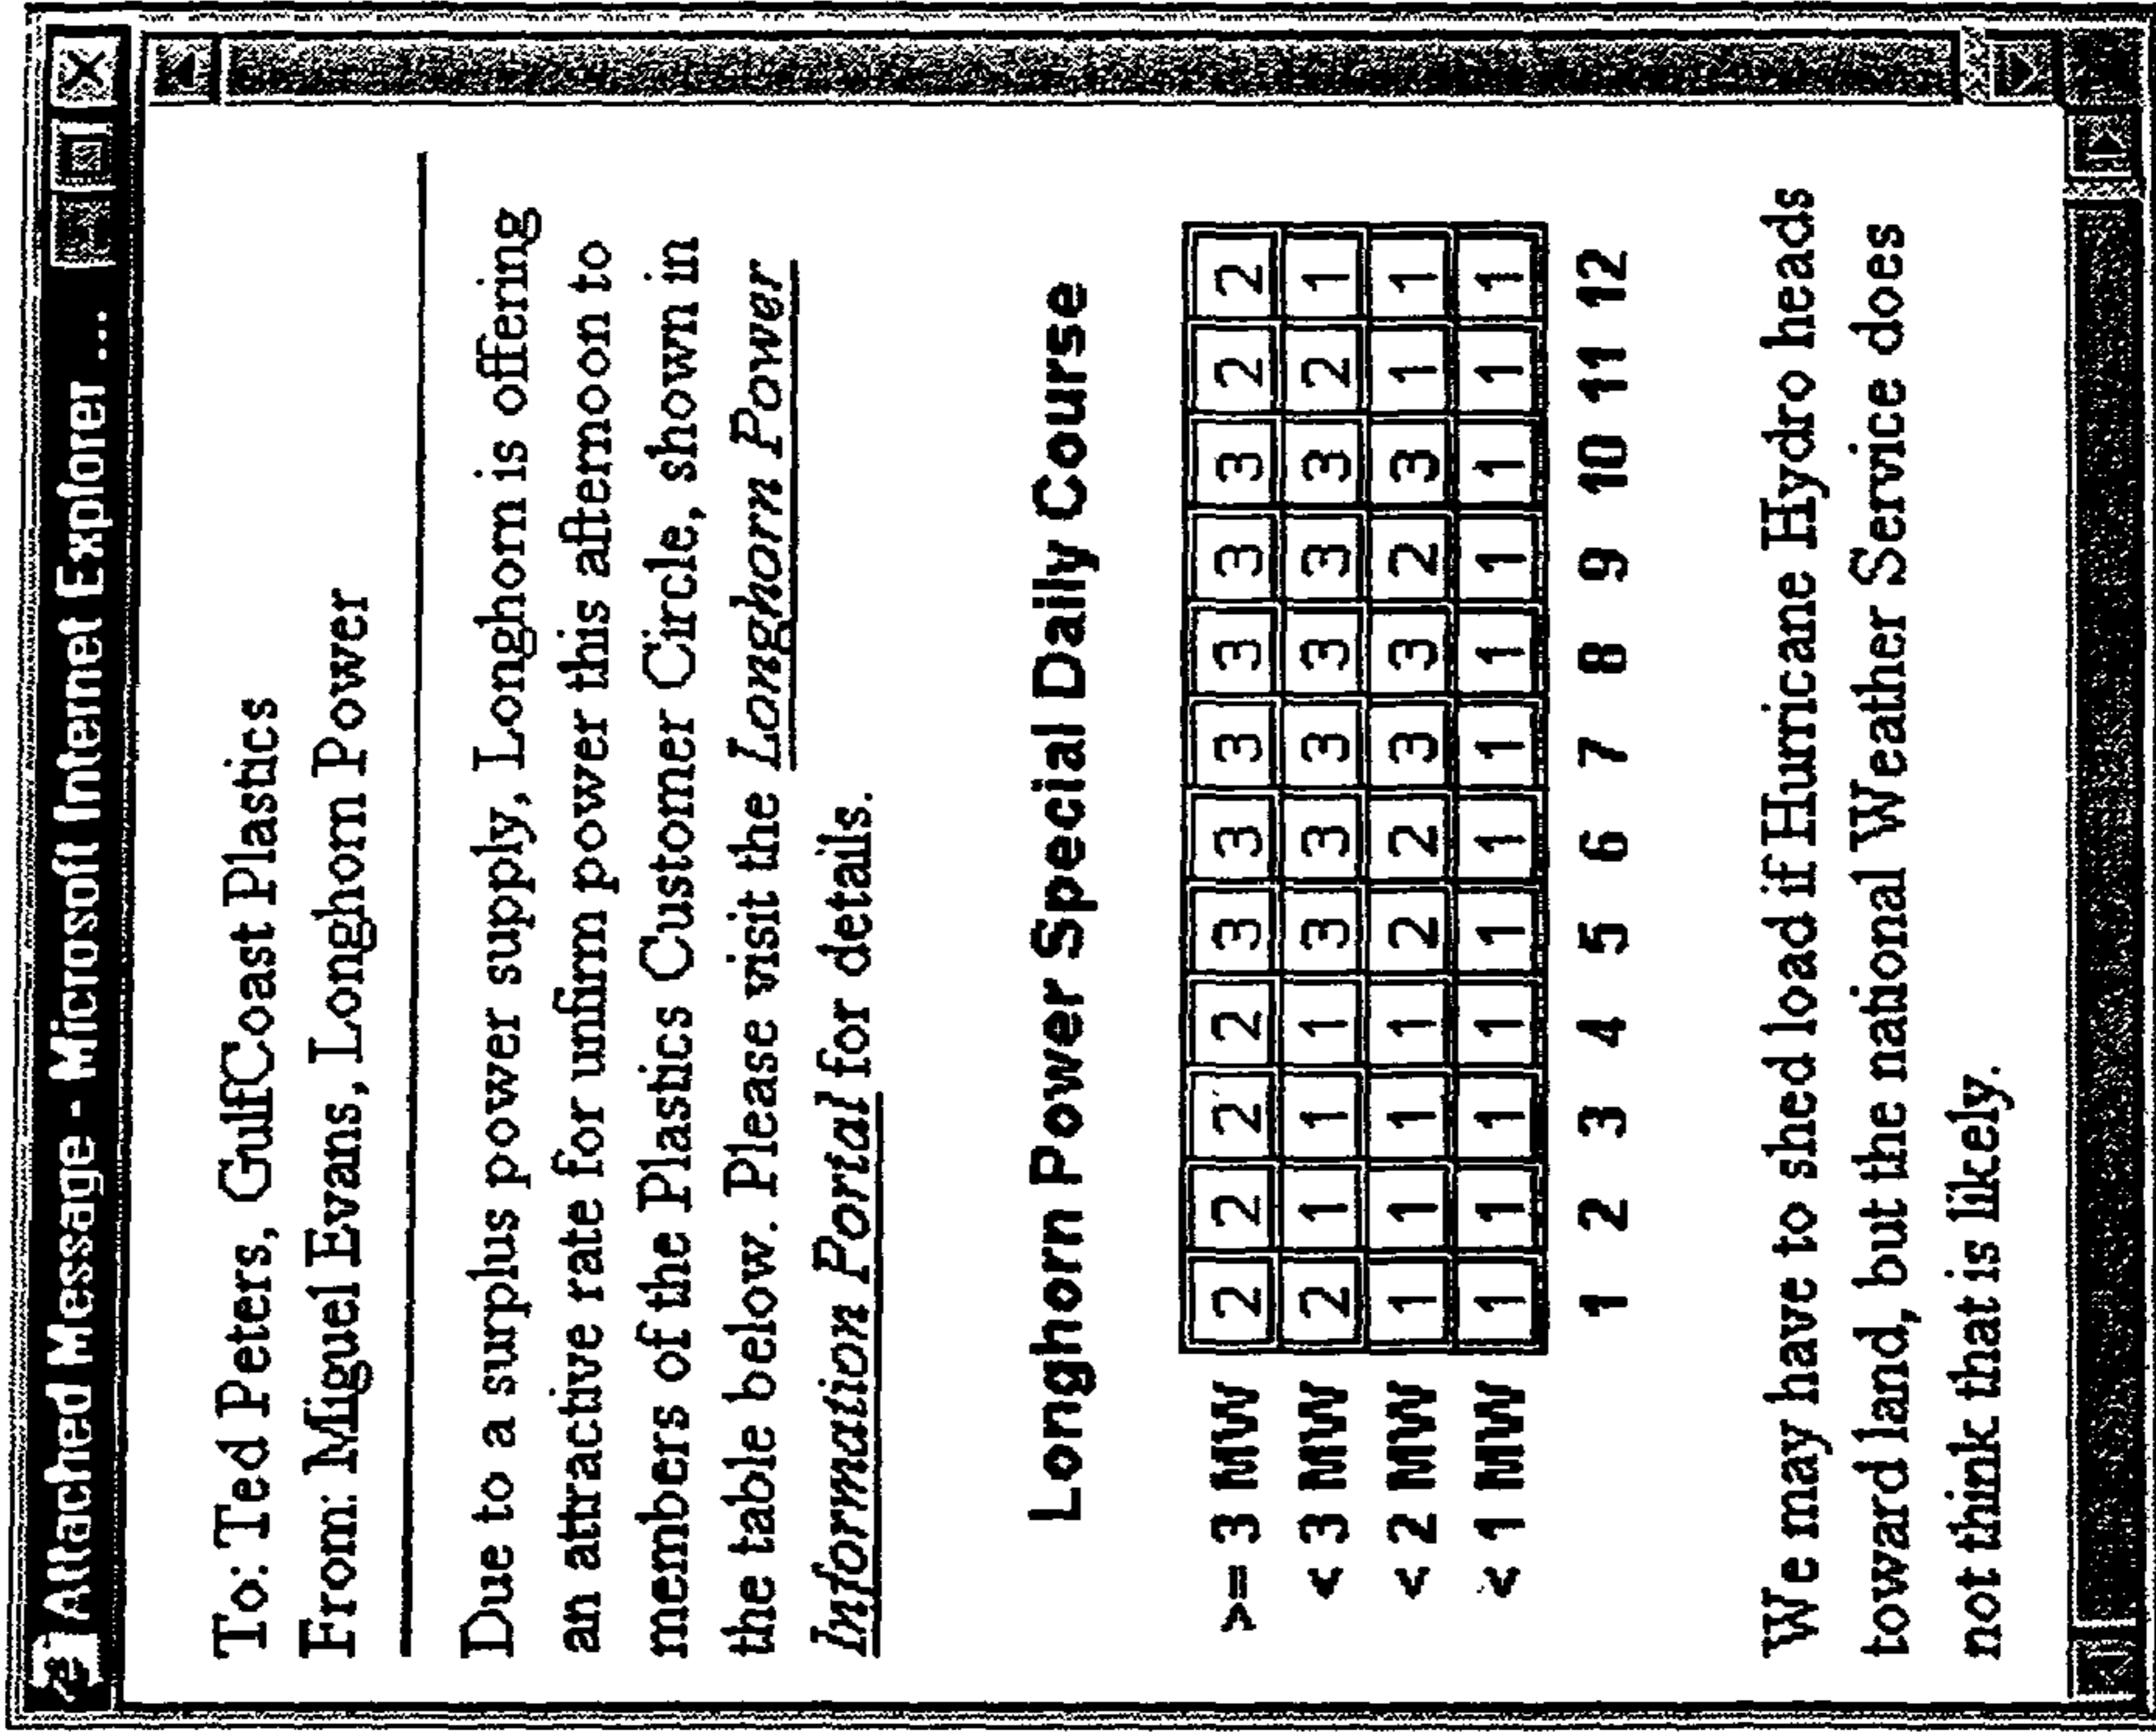 Attached Message - Microsoft Internet Explorer ...
To: Ted Peters, GulfCoast Plastics
From: Miguel Evans, Longhorn Power
Due to a surplus power supply, Longhorn is offering
an attractive rate for unfirm power this afternoon to
members of the Plastics Customer Circle, shown in
the table below. Please visit the Longhorn Power
Information Portal for details.
Longhorn Power Special Daily Course
>= 3 MW 2 2 2 2 3 3 3 3 3 3 2 2
< 3 MW 2 1 1 1 3 3 3 3 3 3 2 1
< 2 MW 1 1 1 1 2 2 3 3 2 3 1 1
< 1 MW 1 1 1 1 1 1 1 1 1 1 1 1
1 2 3 4 5 6 7 8 9 10 11 12
We may have to shed load if Hurricane Hydro heads
toward land, but the national Weather Service does
not think that is likely.